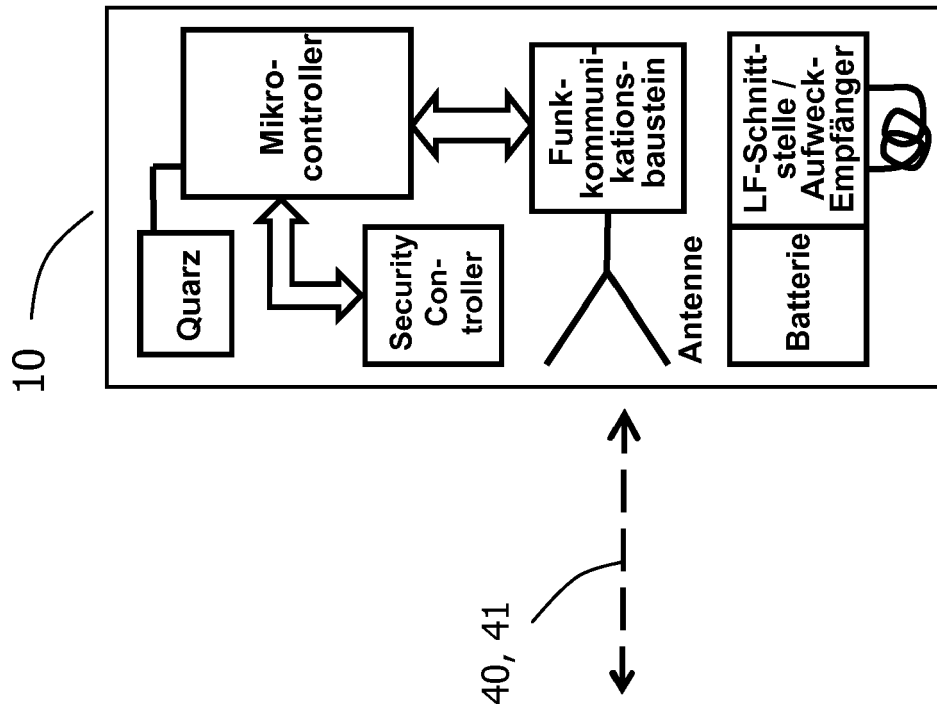 10
Quarz
Mikro-
controller
Security
Con-
troller
Funk-
kommuni-
kations-
baustein
Antenne
Batterie
LF-Schnitt-
stelle /
Aufweck-
Empfänger
40, 41